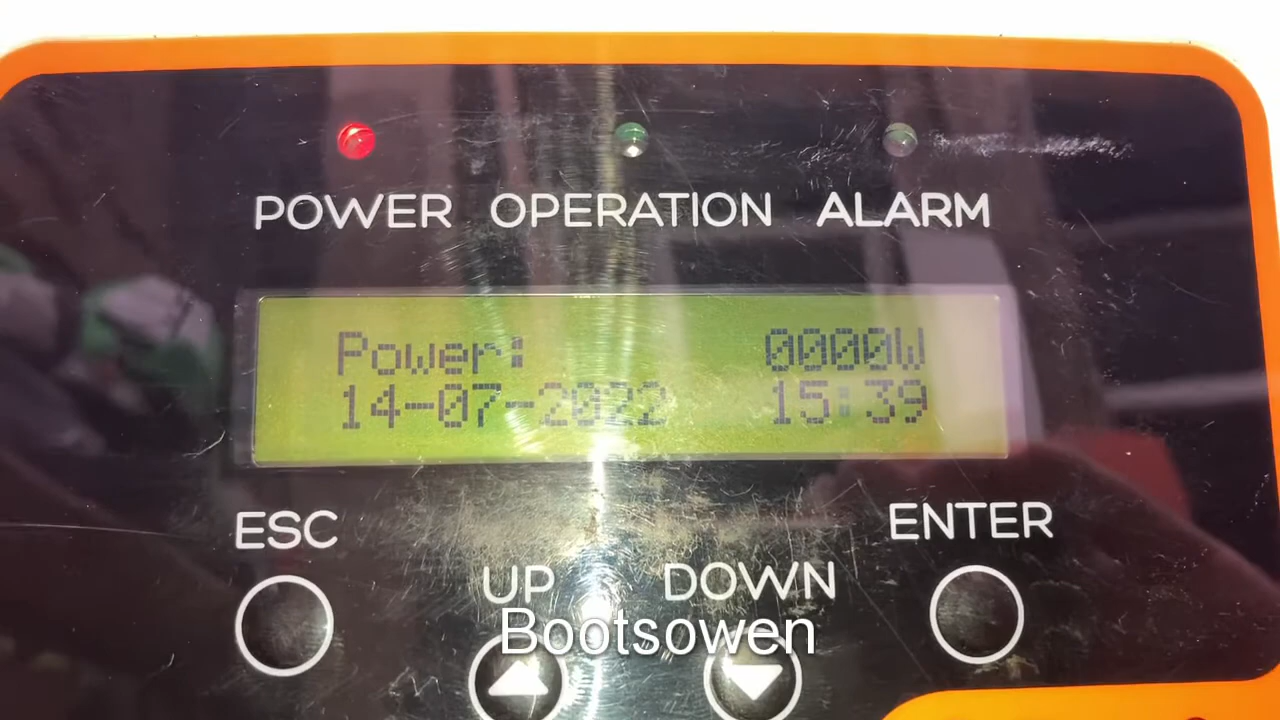 POWER OPERATION ALARM
Power: 0000W
14-07-2022 15:39
ESC UP DOWN ENTER
Bootsowen